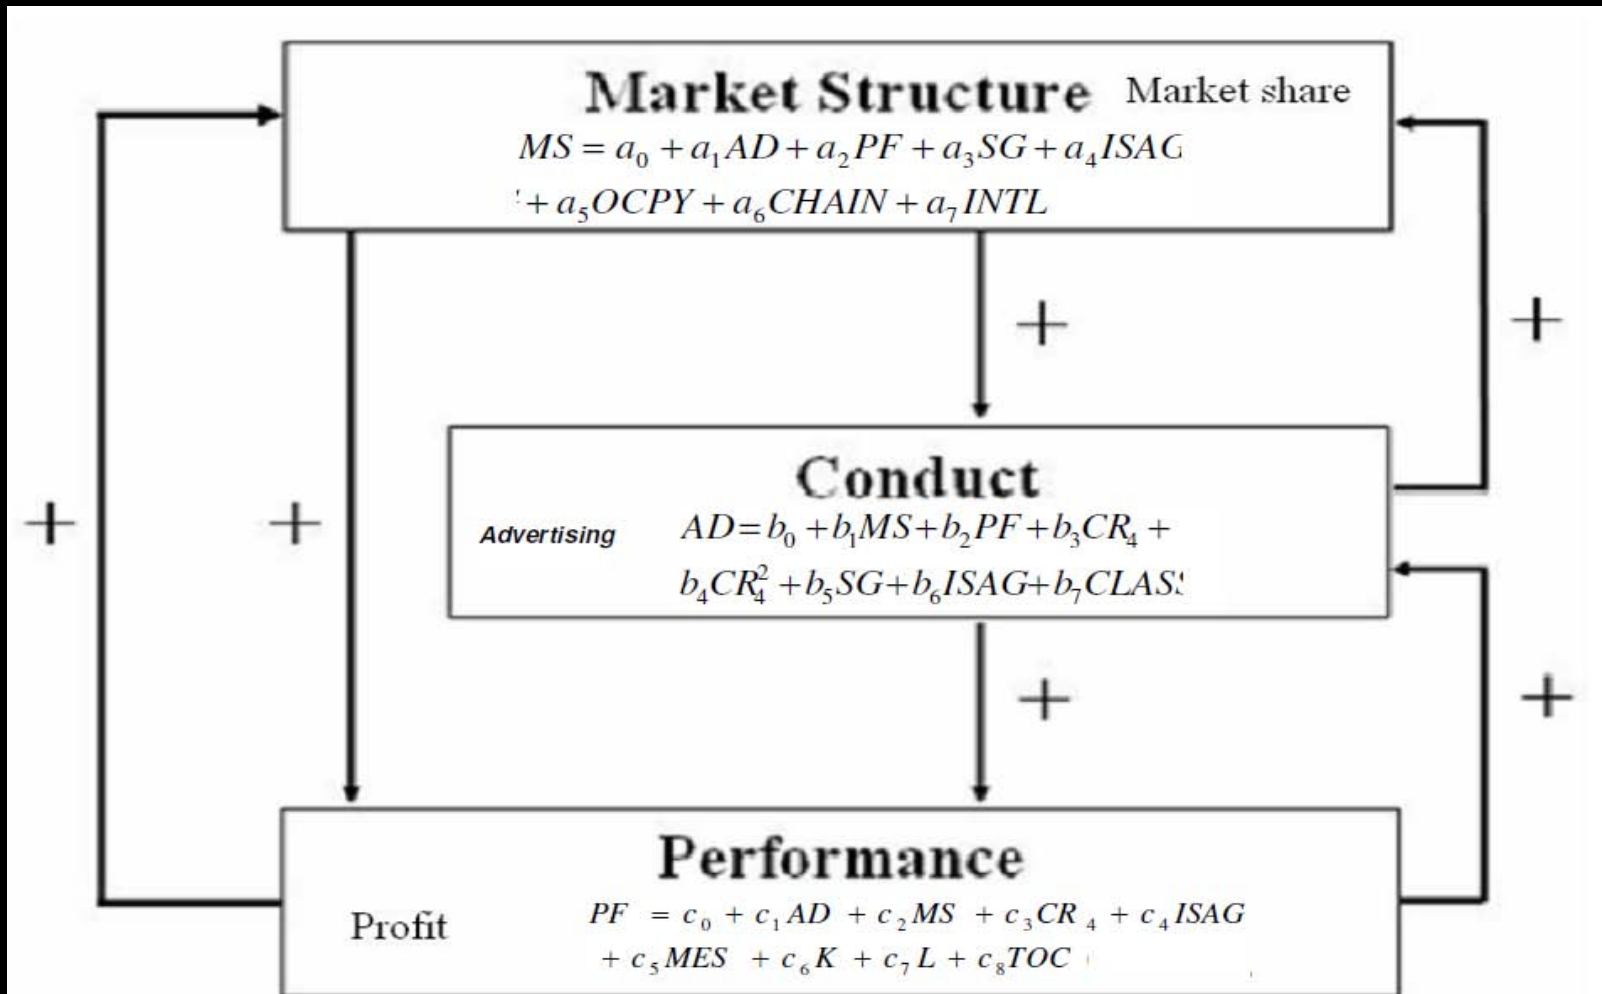 Market Structure Market share
MS = a₀ + a₁AD + a₂PF + a₃SG + a₄ISAG
+ a₅OCPY + a₆CHAIN + a₇INTL
+
+
Conduct
Advertising AD=b₀ +b₁MS+b₂PF+b₃CR₄ +
b₄CR₄² +b₅SG+b₆ISAG+b₇CLAS
+
+
+
+
Performance
Profit PF = c₀ + c₁AD + c₂MS + c₃CR₄ + c₄ISAG
+ c₅MES + c₆K + c₇L + c₈TOC